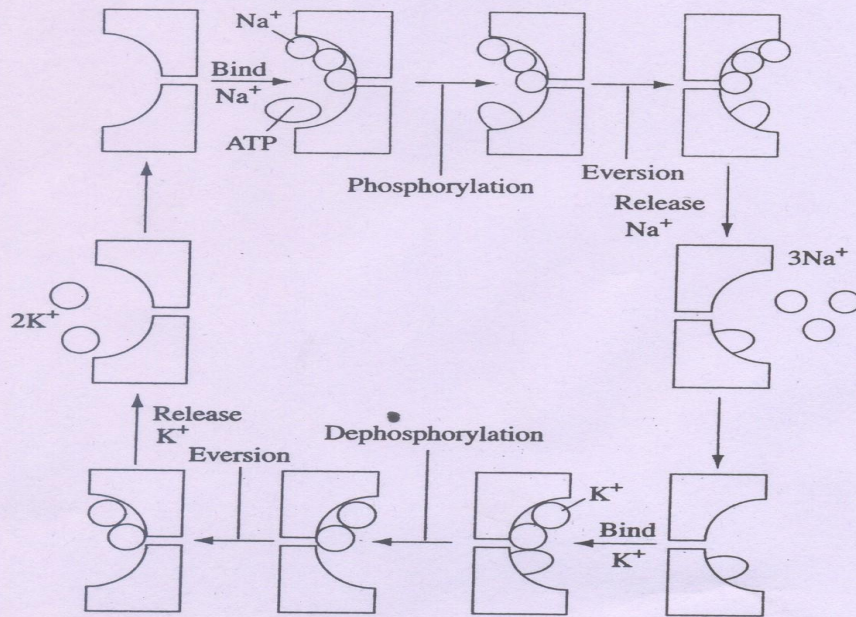 Na⁺
Bind
Na⁺
ATP
Phosphorylation
Eversion
Release
Na⁺
3Na⁺
2K⁺
Release
K⁺
Eversion
Dephosphorylation
K⁺
Bind
K⁺